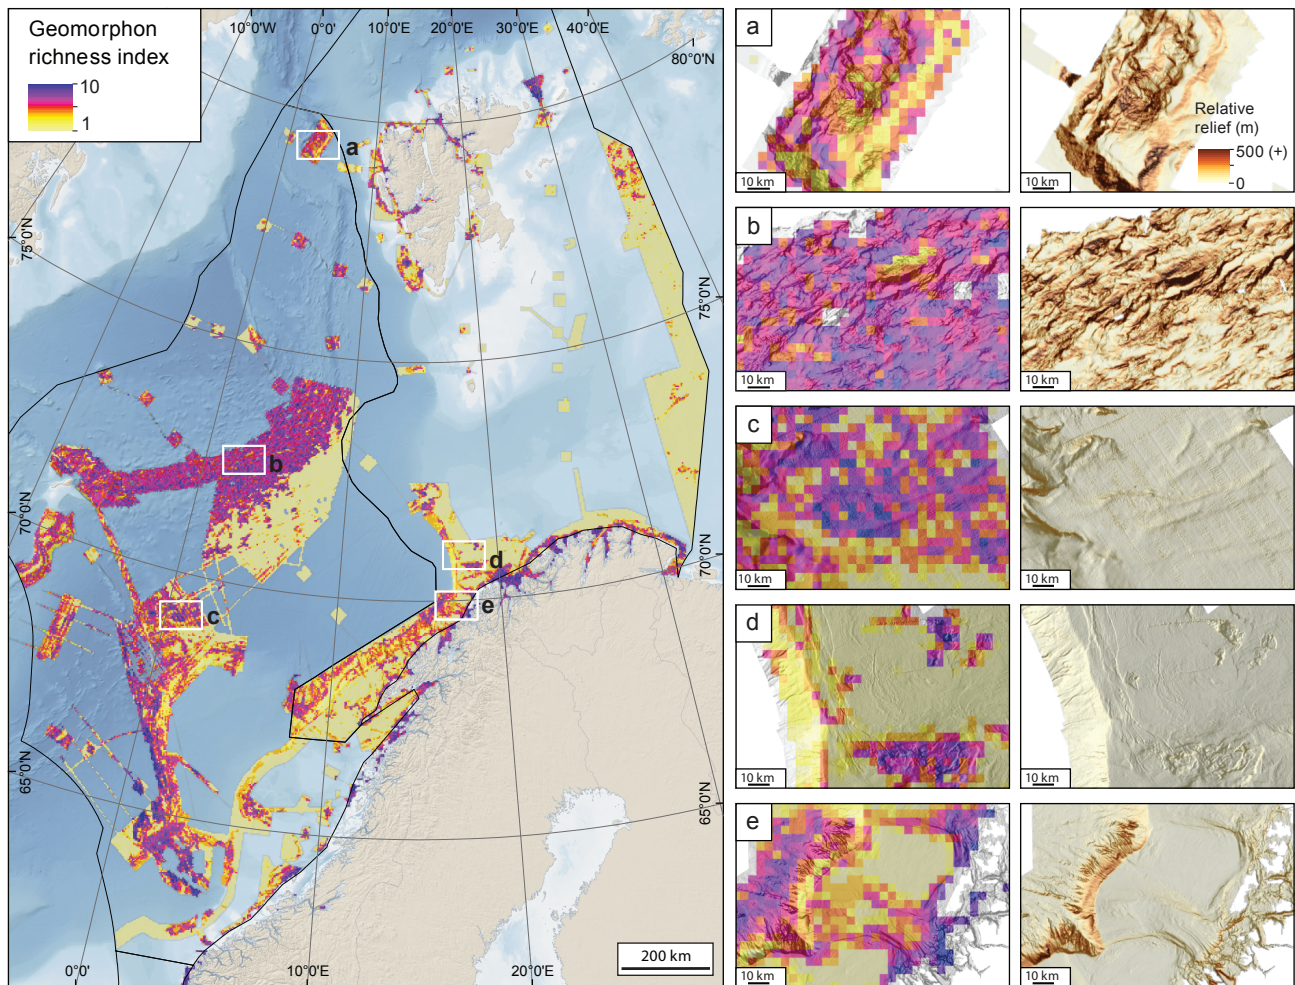 Geomorphon
richness index
10
1
10°0'W
0°0'
10°0'E
20°0'E
30°0'E
40°0'E
80°0'N
75°0'N
75°0'N
70°0'N
70°0'N
65°0'N
65°0'N
0°0'
10°0'E
20°0'E
a
b
c
d
e
200 km
a
10 km
Relative
relief (m)
500 (+)
0
10 km
b
10 km
10 km
c
10 km
10 km
d
10 km
10 km
e
10 km
10 km